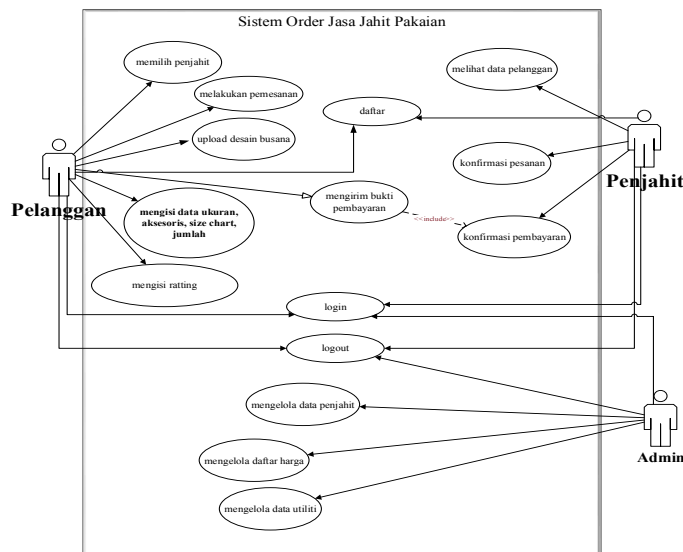 Sistem Order Jasa Jahit Pakaian
memilih penjahit
melihat data pelanggan
melakukan pemesanan
daftar
upload desain busana
konfirmasi pesanan
Pelanggan
Penjahit
mengisi data ukuran,
aksesoris, size chart,
jumlah
mengirim bukti
pembayaran
<<include>>
konfirmasi pembayaran
mengisi ratting
login
logout
mengelola data penjahit
Admin
mengelola daftar harga
mengelola data utiliti